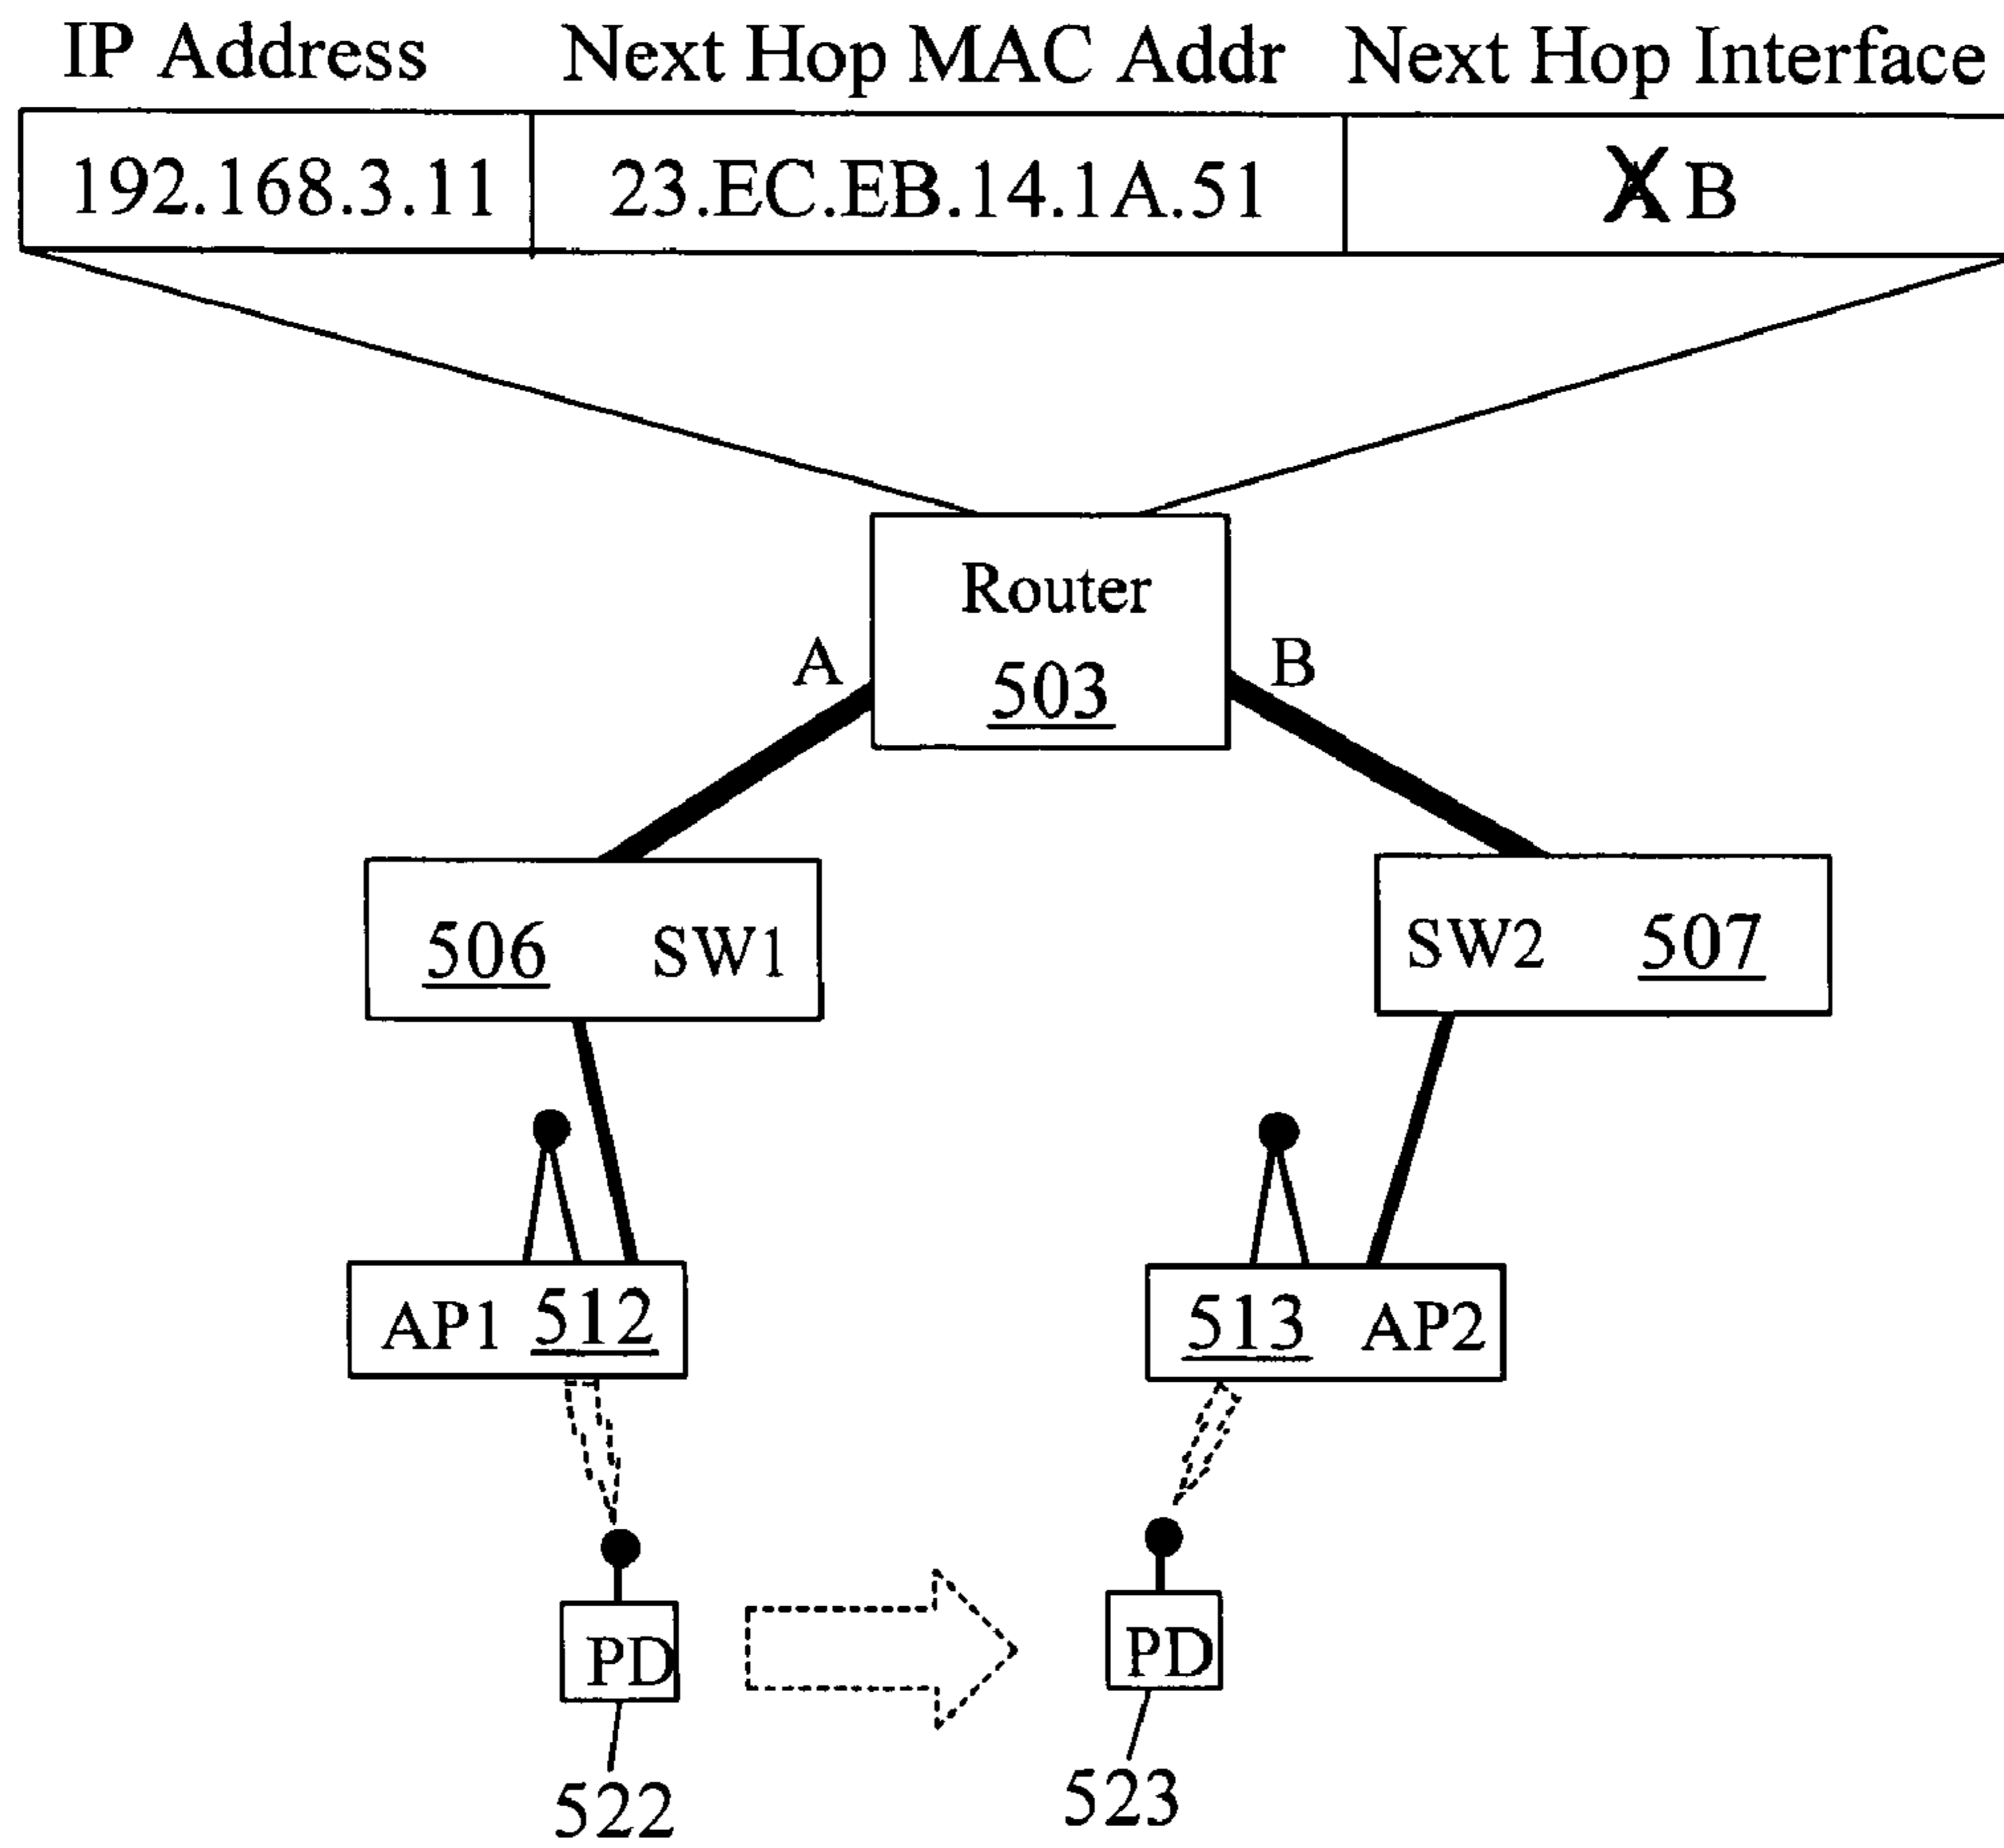 IP Address Next Hop MAC Addr Next Hop Interface
192.168.3.11 23.EC.EB.14.1A.51 A B
Router
503
A B
506 SW1 SW2 507
AP1 512 513 AP2
PD PD
522 523